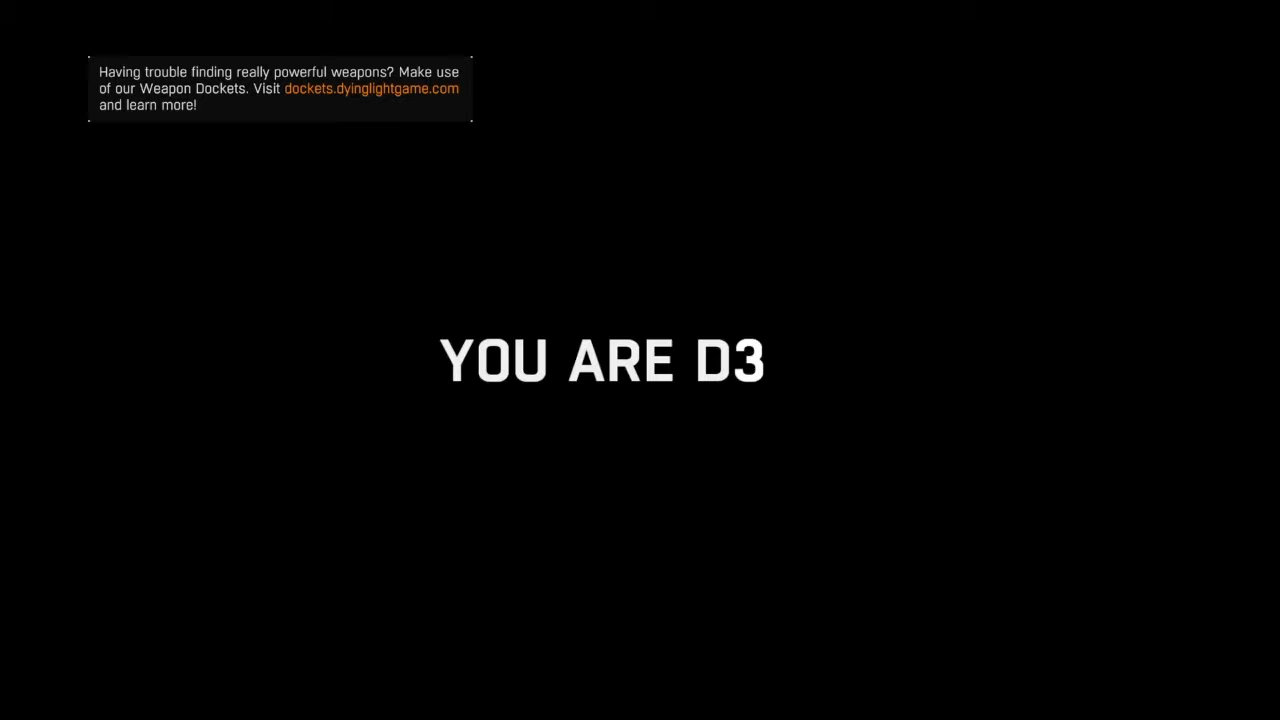 Having trouble finding really powerful weapons? Make use
of our Weapon Dockets. Visit dockets.dyinglightgame.com
and learn more!
YOU ARE D3